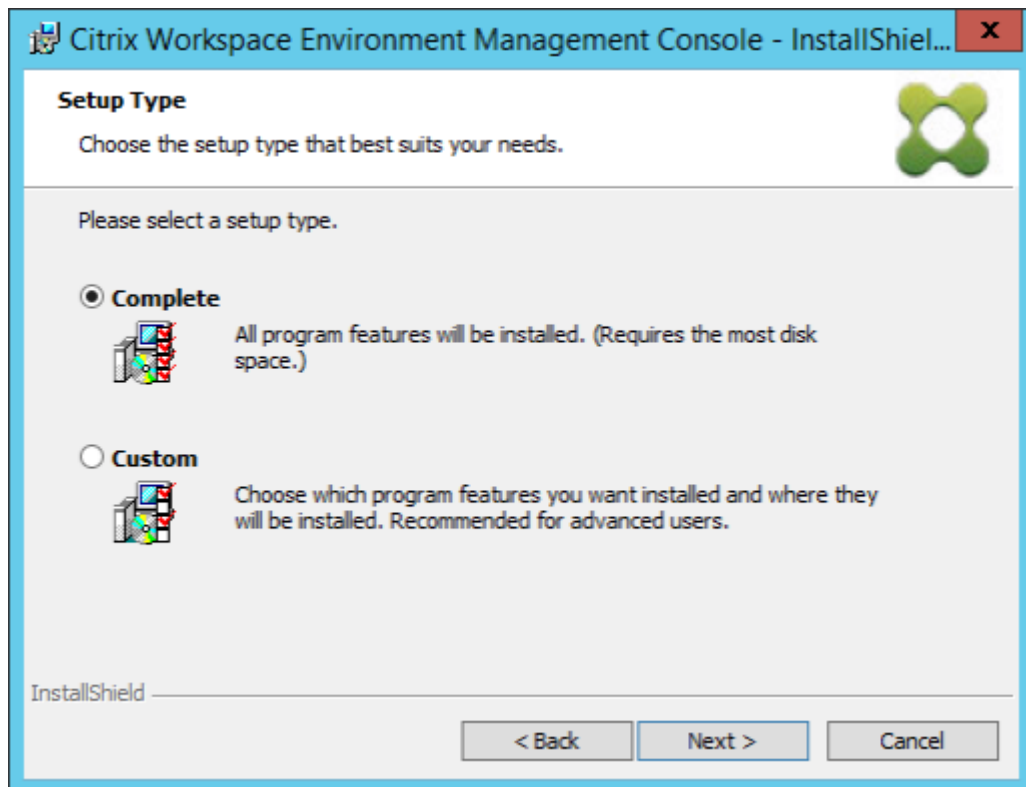 Citrix Workspace Environment Management Console - InstallShiel...
x
Setup Type
Choose the setup type that best suits your needs.
Please select a setup type.
Complete
All program features will be installed. (Requires the most disk
space.)
Custom
Choose which program features you want installed and where they
will be installed. Recommended for advanced users.
InstallShield
< Back
Next >
Cancel